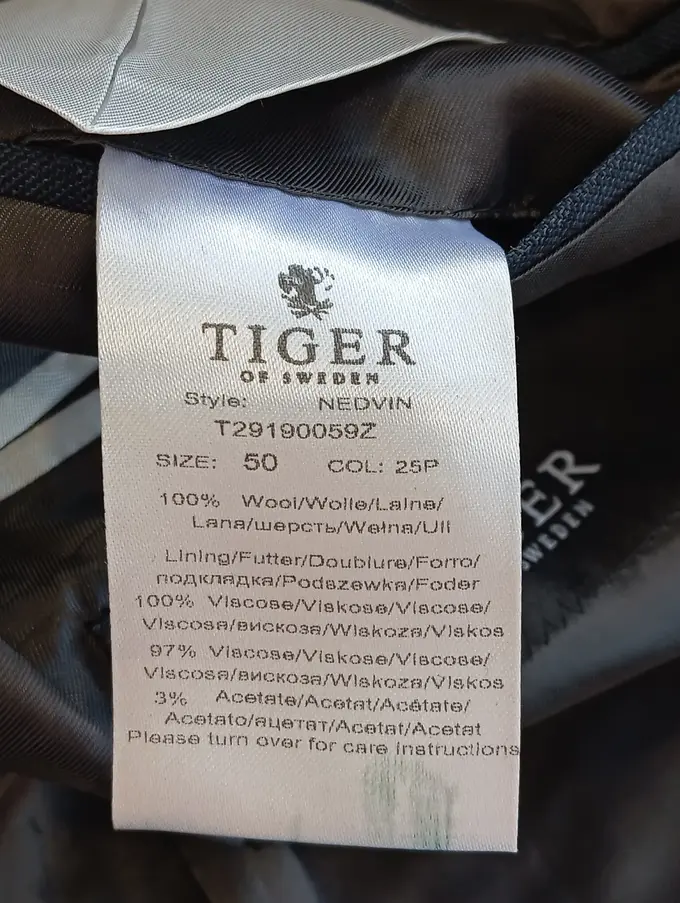 TIGER
OF SWEDEN
Style: NEDVIN
T29190059Z
SIZE: 50 COL: 25P
100% Wool/Wolle/Laine/
Lana/шерсть/Wełna/Ull
Lining/Futter/Doublure/Forro/
подкладка/Podszewka/Foder
100% Viscose/Viskose/Viscose/
Viscosa/вискоза/Wiskoza/Viskos
97% Viscose/Viskose/Viscose/
Viscosa/вискоза/Wiskoza/Viskos
3% Acetate/Acetat/Acétate/
Acetato/ацетат/Acetat/Acetat
Please turn over for care instructions
GER
SWEDEN